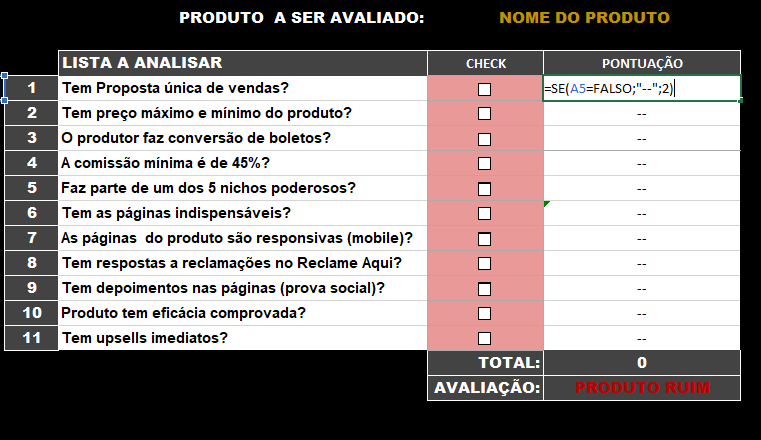 PRODUTO A SER AVALIADO: NOME DO PRODUTO
LISTA A ANALISAR CHECK PONTUAÇÃO
1 Tem Proposta única de vendas? =SE(A5=FALSO;"--";2)
2 Tem preço máximo e mínimo do produto? --
3 O produtor faz conversão de boletos? --
4 A comissão mínima é de 45%? --
5 Faz parte de um dos 5 nichos poderosos? --
6 Tem as páginas indispensáveis? --
7 As páginas do produto são responsivas (mobile)? --
8 Tem respostas a reclamações no Reclame Aqui? --
9 Tem depoimentos nas páginas (prova social)? --
10 Produto tem eficácia comprovada? --
11 Tem upsells imediatos? --
TOTAL: 0
AVALIAÇÃO: PRODUTO RUIM